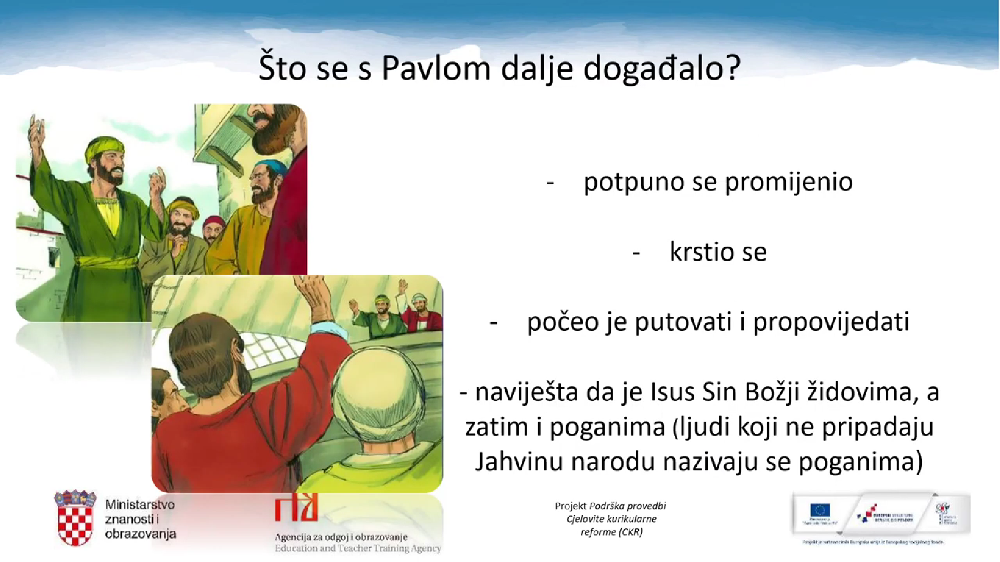 Što se s Pavlom dalje događalo?
- potpuno se promijenio
- krstio se
- počeo je putovati i propovijedati
- naviješta da je Isus Sin Božji židovima, a
zatim i poganima (ljudi koji ne pripadaju
Jahvinu narodu nazivaju se poganima)
Ministarstvo
znanosti i
obrazovanja
Agencija za odgoj i obrazovanje
Education and Teacher Training Agency
Projekt Podrška provedbi
Cjelovite kurikularne
reforme (CKR)